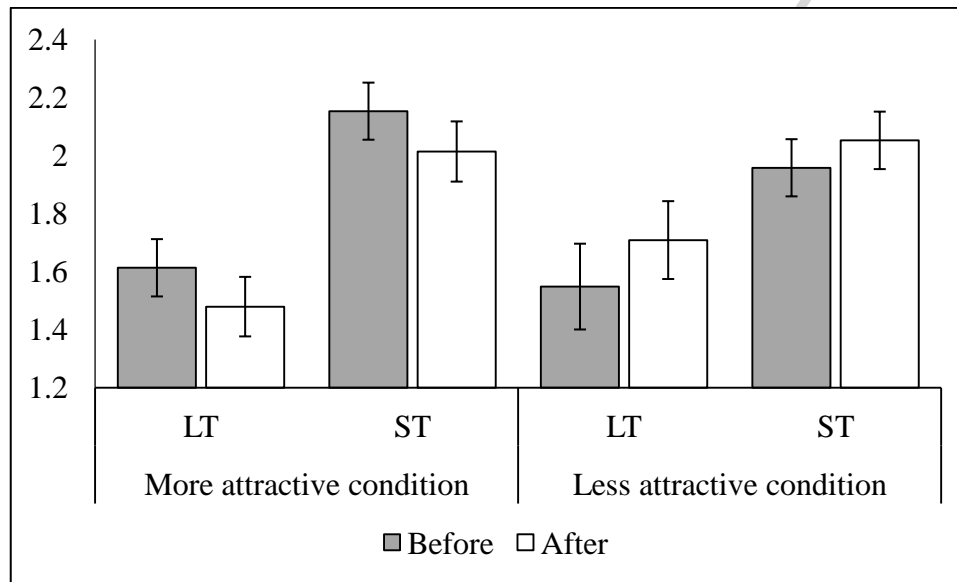 2.4
2.2
2
1.8
1.6
1.4
1.2
LT ST LT ST
More attractive condition Less attractive condition
Before After